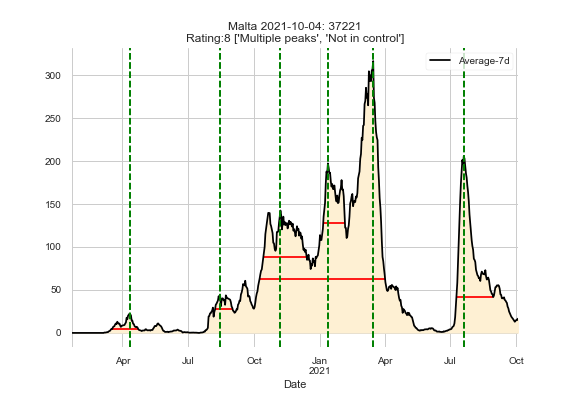 Malta 2021-10-04: 37221
Rating:8 ['Multiple peaks', 'Not in control']
Average-7d
300
250
200
150
100
50
0
Apr Jul Oct Jan Apr Jul Oct
2021
Date